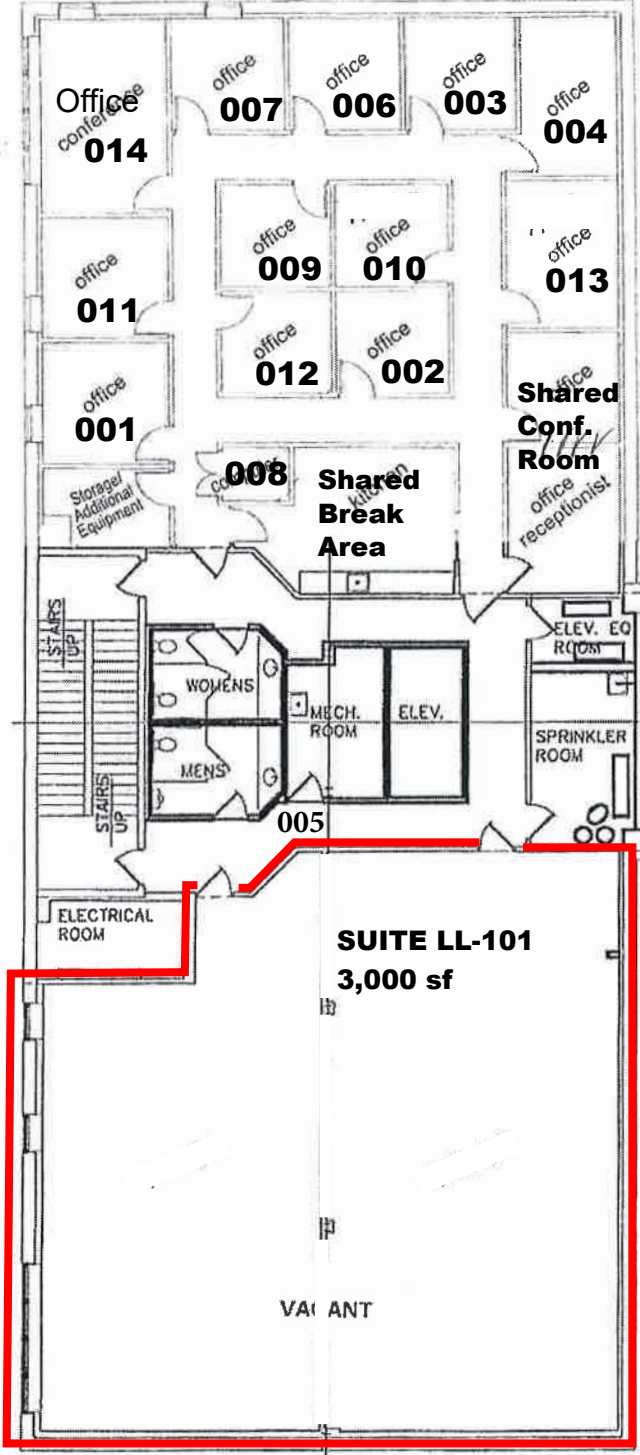 office
007
office
006
office
003
office
004
Office
conference
014
office
009
office
010
office
013
office
011
office
012
office
002
office
001
Shared
Conf.
Room
office
office
receptionist
008
Shared
Break
Area
kitchen
Storage/
Additional
Equipment
STAIRS
UP
WOMENS
MECH.
ROOM
ELEV.
ELEV. EQ
ROOM
SPRINKLER
ROOM
MENS
STAIRS
UP
005
ELECTRICAL
ROOM
SUITE LL-101
3,000 sf
VACANT